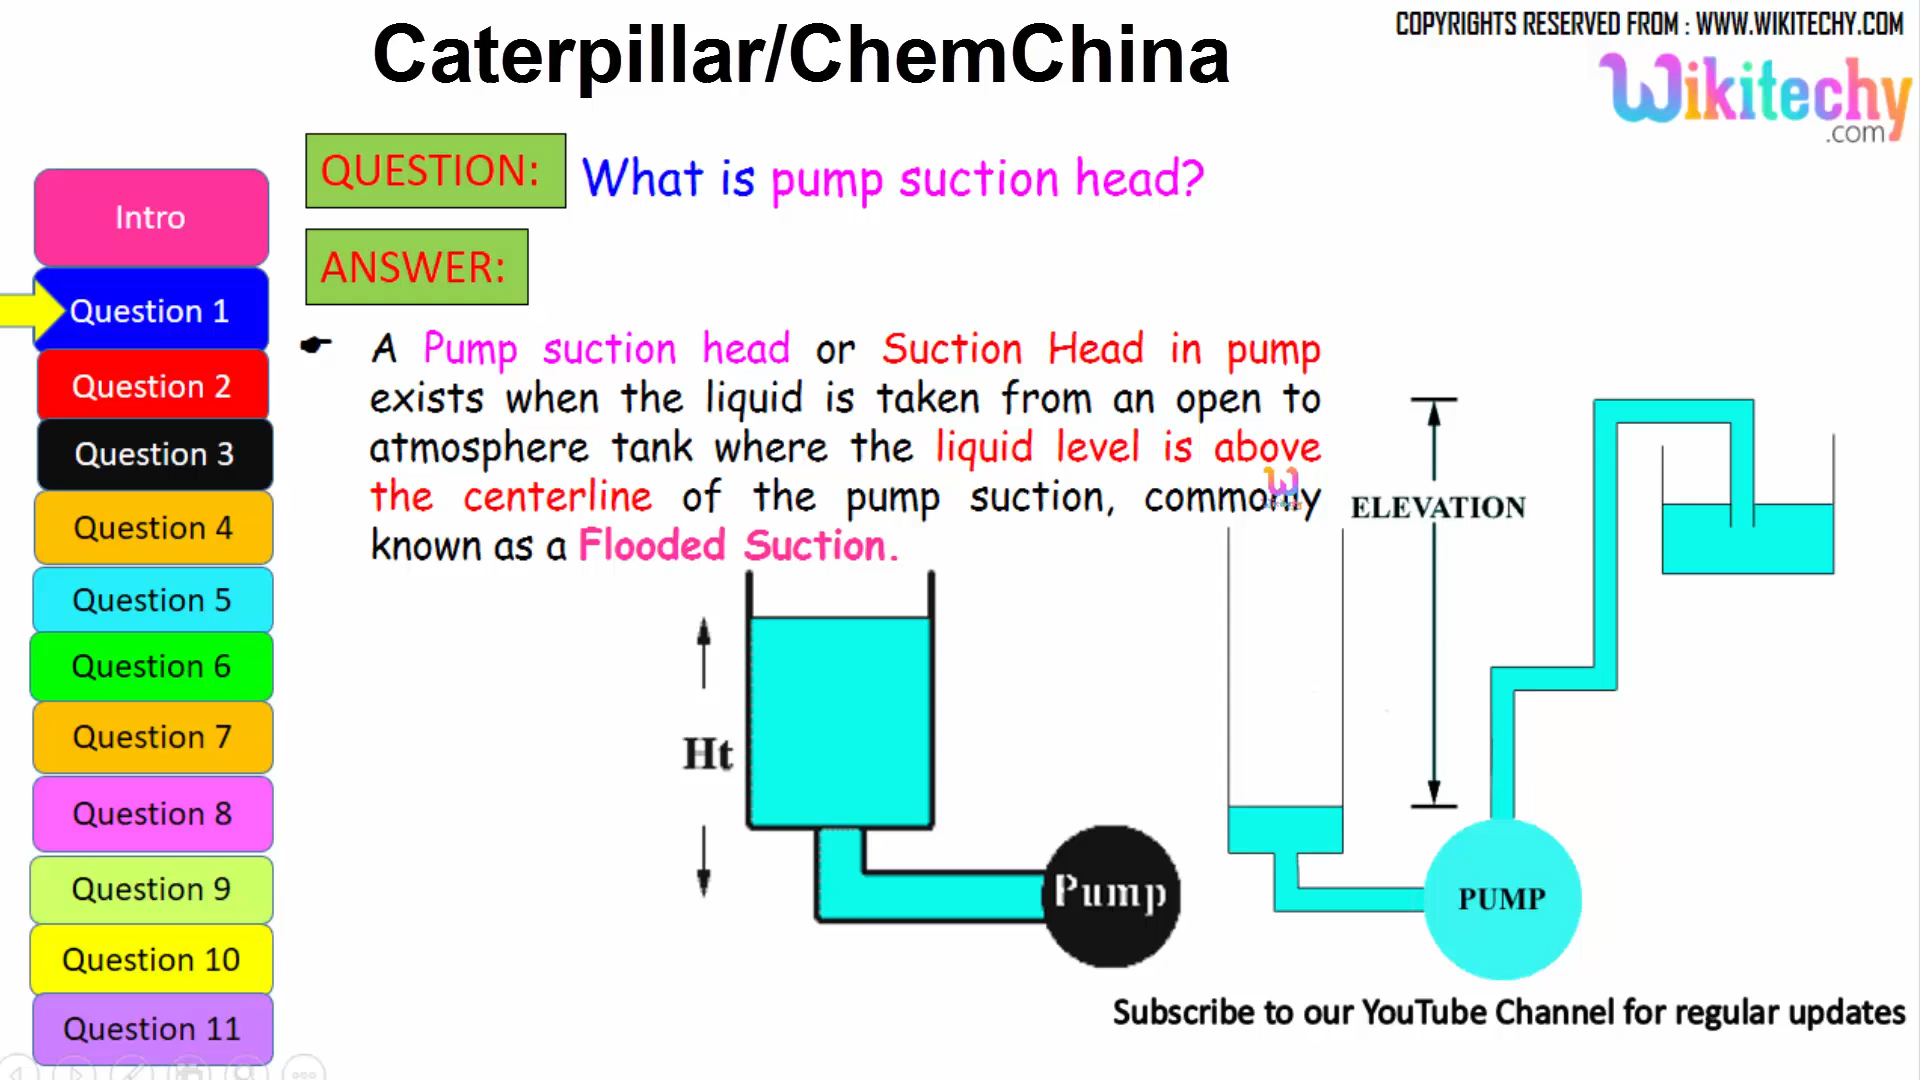 Caterpillar/ChemChina
COPYRIGHTS RESERVED FROM : WWW.WIKITECHY.COM
Wikitechy
.com
QUESTION: What is pump suction head?
ANSWER:
Intro
Question 1
Question 2
Question 3
Question 4
Question 5
Question 6
Question 7
Question 8
Question 9
Question 10
Question 11
A Pump suction head or Suction Head in pump
exists when the liquid is taken from an open to
atmosphere tank where the liquid level is above
the centerline of the pump suction, commonly
known as a Flooded Suction.
Ht
Pump
ELEVATION
PUMP
Subscribe to our YouTube Channel for regular updates